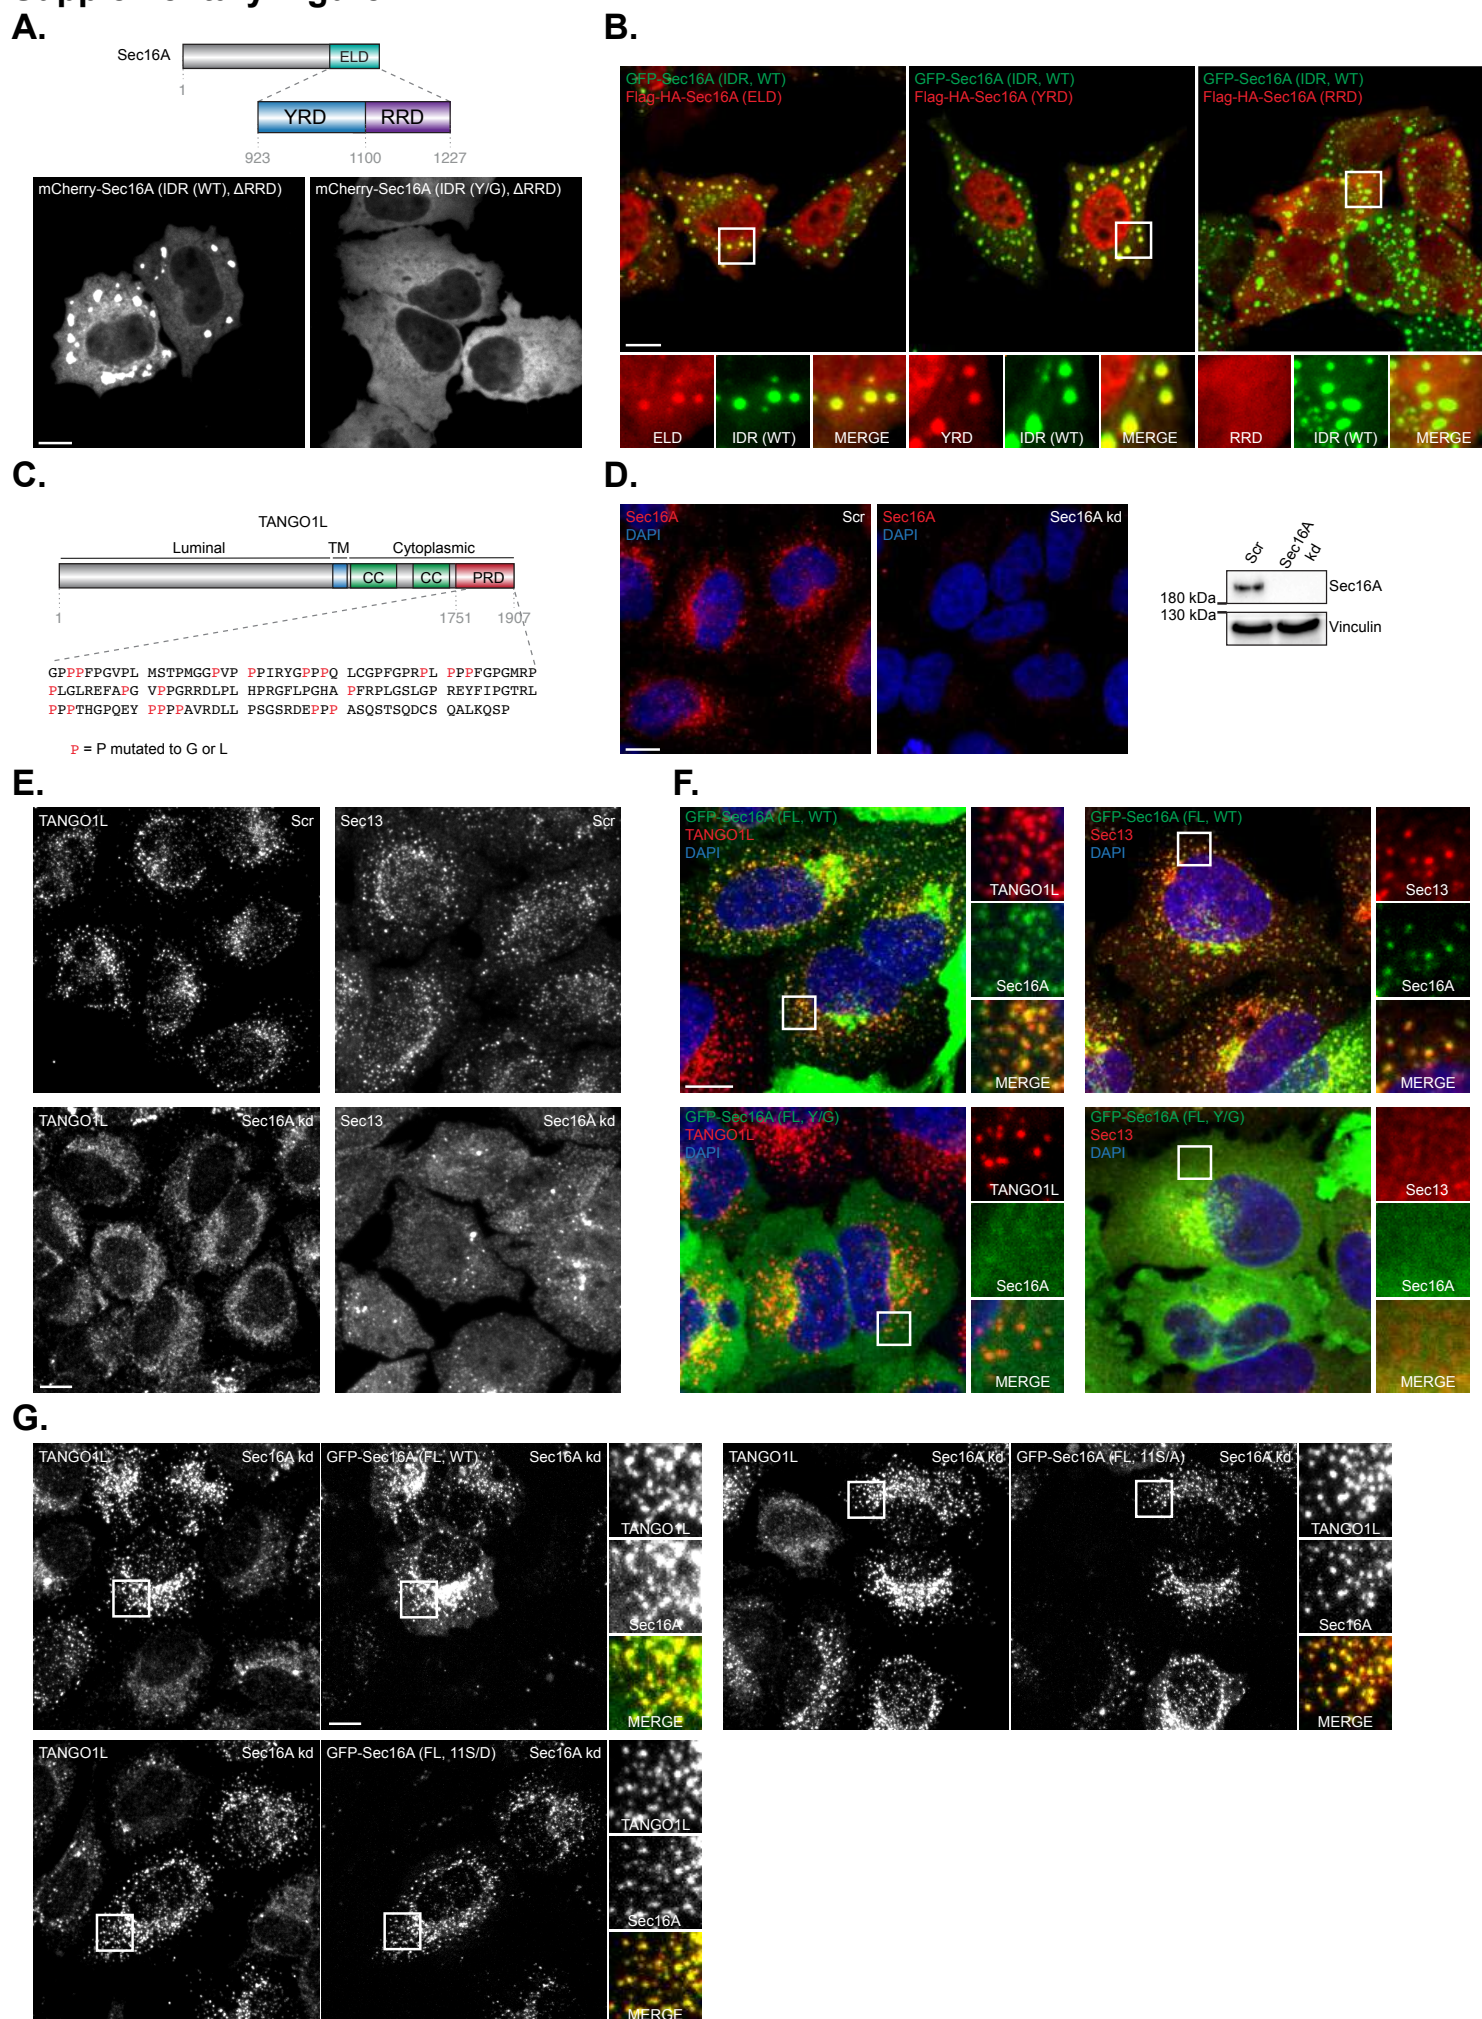 Supplementary Figure
A.
Sec16A
ELD
1
YRD
RRD
923
1100
1227
mCherry-Sec16A (IDR (WT), ΔRRD)
mCherry-Sec16A (IDR (Y/G), ΔRRD)
B.
GFP-Sec16A (IDR, WT)
Flag-HA-Sec16A (ELD)
GFP-Sec16A (IDR, WT)
Flag-HA-Sec16A (YRD)
GFP-Sec16A (IDR, WT)
Flag-HA-Sec16A (RRD)
ELD
IDR (WT)
MERGE
YRD
IDR (WT)
MERGE
RRD
IDR (WT)
MERGE
C.
TANGO1L
Luminal
TM
Cytoplasmic
CC
CC
PRD
1
1751
1907
GPPPFPGVPL MSTPMGGPVP PPIRYGPPPQ LCGPFGPRPL PPPFGPGMRP
PLGLREFAPG VPPGRRDLPL HPRGFLPGHA PFRPLGSLGP REYFIPGTRL
PPPTHGPQEY PPPPAVRDLL PSGSRDEPPP ASQSTSQDCS QALKQSP
P = P mutated to G or L
D.
Sec16A
DAPI
Scr
Sec16A
DAPI
Sec16A kd
Scr
Sec16A
kd
Sec16A
180 kDa
130 kDa
Vinculin
E.
TANGO1L
Scr
Sec13
Scr
TANGO1L
Sec16A kd
Sec13
Sec16A kd
F.
GFP-Sec16A (FL, WT)
TANGO1L
DAPI
TANGO1L
Sec16A
MERGE
GFP-Sec16A (FL, WT)
Sec13
DAPI
Sec13
Sec16A
MERGE
GFP-Sec16A (FL, Y/G)
TANGO1L
DAPI
TANGO1L
Sec16A
MERGE
GFP-Sec16A (FL, Y/G)
Sec13
DAPI
Sec13
Sec16A
MERGE
G.
TANGO1L
Sec16A kd
GFP-Sec16A (FL, WT)
Sec16A kd
TANGO1L
Sec16A
MERGE
TANGO1L
Sec16A kd
GFP-Sec16A (FL, 11S/A)
Sec16A kd
TANGO1L
Sec16A
MERGE
TANGO1L
Sec16A kd
GFP-Sec16A (FL, 11S/D)
Sec16A kd
TANGO1L
Sec16A
MERGE